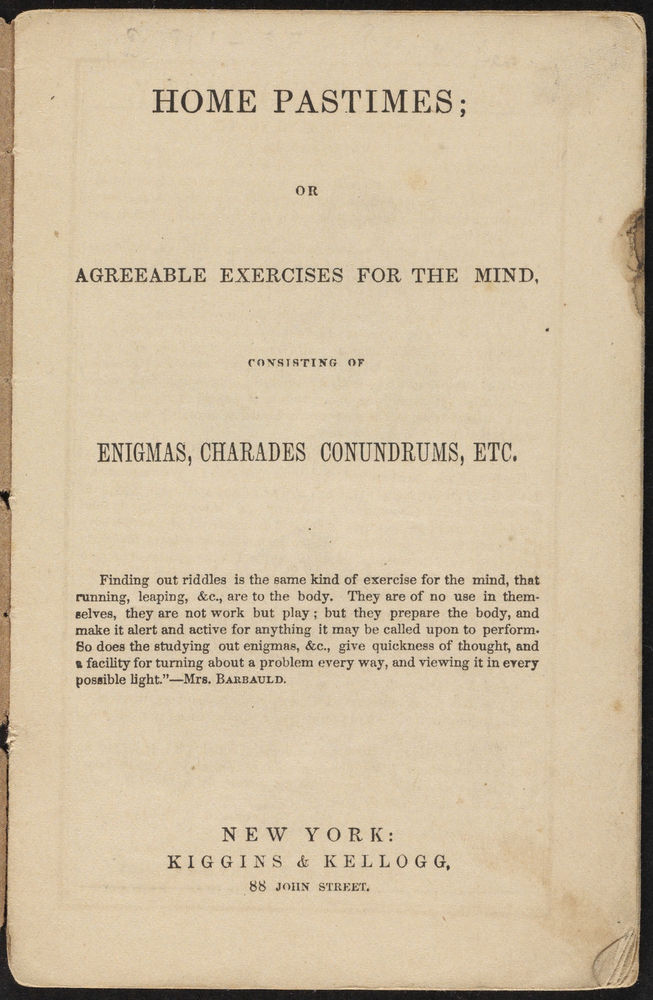 HOME PASTIMES;
OR
AGREEABLE EXERCISES FOR THE MIND,
CONSISTING OF
ENIGMAS, CHARADES CONUNDRUMS, ETC.
Finding out riddles is the same kind of exercise for the mind, that
running, leaping, &c., are to the body. They are of no use in them-
selves, they are not work but play; but they prepare the body, and
make it alert and active for anything it may be called upon to perform.
So does the studying out enigmas, &c., give quickness of thought, and
a facility for turning about a problem every way, and viewing it in every
possible light."—Mrs. BARBAULD.
NEW YORK:
KIGGINS & KELLOGG,
88 JOHN STREET.